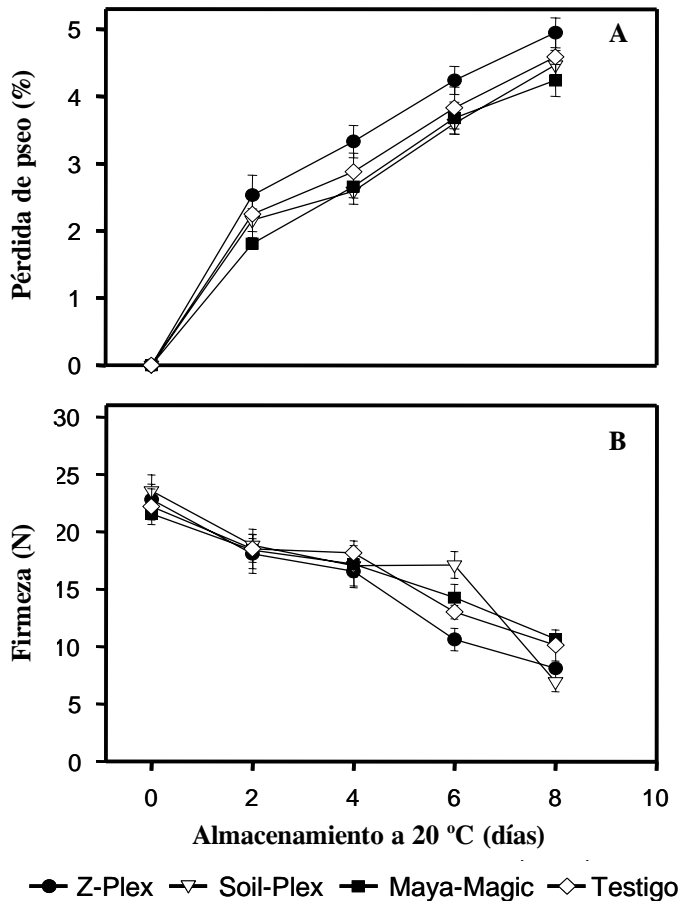 A
5
4
3
2
1
0
Pérdida de pseo (%)
B
30
25
20
15
10
5
0
Firmeza (N)
0 2 4 6 8 10
Almacenamiento a 20 ºC (días)
Z-Plex Soil-Plex Maya-Magic Testigo